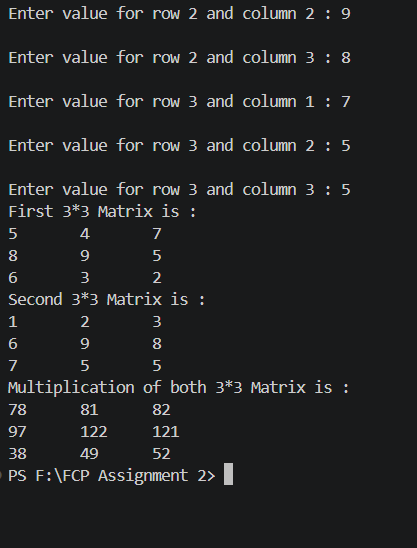 Enter value for row 2 and column 2 : 9
Enter value for row 2 and column 3 : 8
Enter value for row 3 and column 1 : 7
Enter value for row 3 and column 2 : 5
Enter value for row 3 and column 3 : 5
First 3*3 Matrix is :
5 4 7
8 9 5
6 3 2
Second 3*3 Matrix is :
1 2 3
6 9 8
7 5 5
Multiplication of both 3*3 Matrix is :
78 81 82
97 122 121
38 49 52
PS F:\FCP Assignment 2>